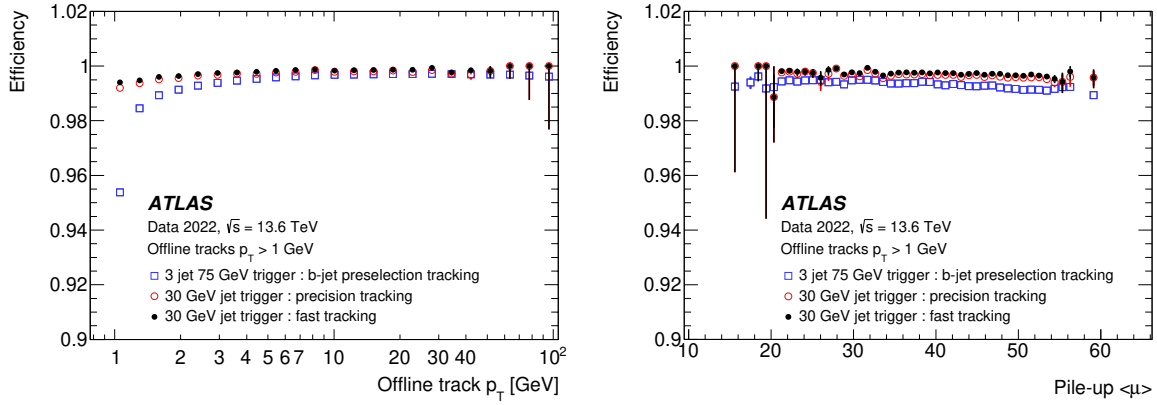 Efficiency
1.02
1
0.98
0.96
0.94
0.92
0.9
ATLAS
Data 2022, √s = 13.6 TeV
Offline tracks p_T > 1 GeV
3 jet 75 GeV trigger : b-jet preselection tracking
30 GeV jet trigger : precision tracking
30 GeV jet trigger : fast tracking
1 2 3 4 5 6 7 10 20 30 40 10²
Offline track p_T [GeV]
Efficiency
1.02
1
0.98
0.96
0.94
0.92
0.9
ATLAS
Data 2022, √s = 13.6 TeV
Offline tracks p_T > 1 GeV
3 jet 75 GeV trigger : b-jet preselection tracking
30 GeV jet trigger : precision tracking
30 GeV jet trigger : fast tracking
10 20 30 40 50 60
Pile-up <μ>